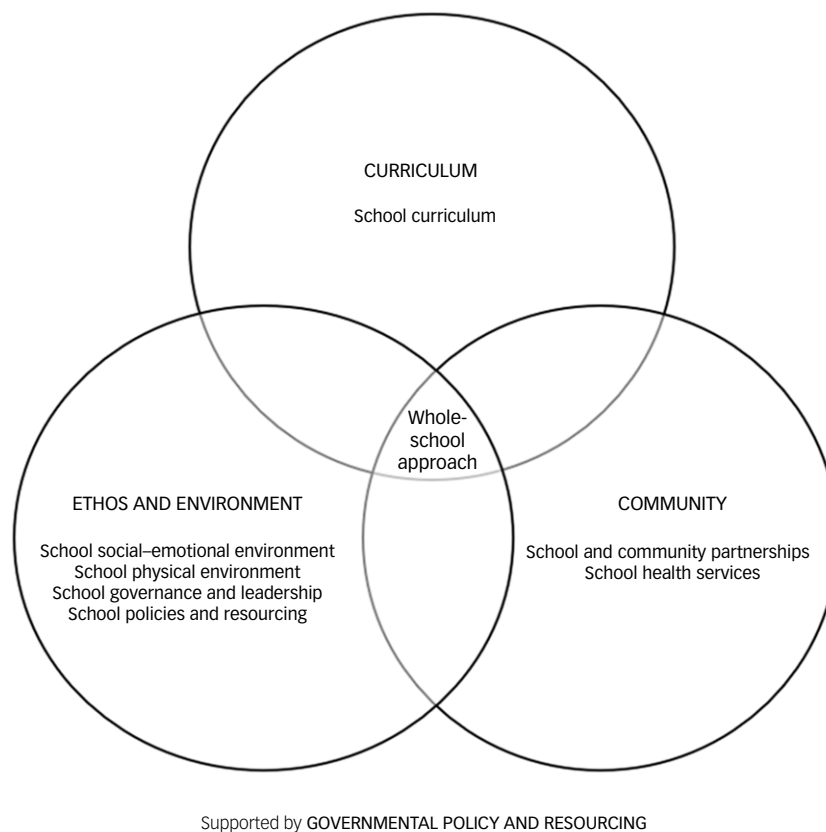 CURRICULUM
School curriculum
Whole-
school
approach
ETHOS AND ENVIRONMENT
School social–emotional environment
School physical environment
School governance and leadership
School policies and resourcing
COMMUNITY
School and community partnerships
School health services
Supported by GOVERNMENTAL POLICY AND RESOURCING